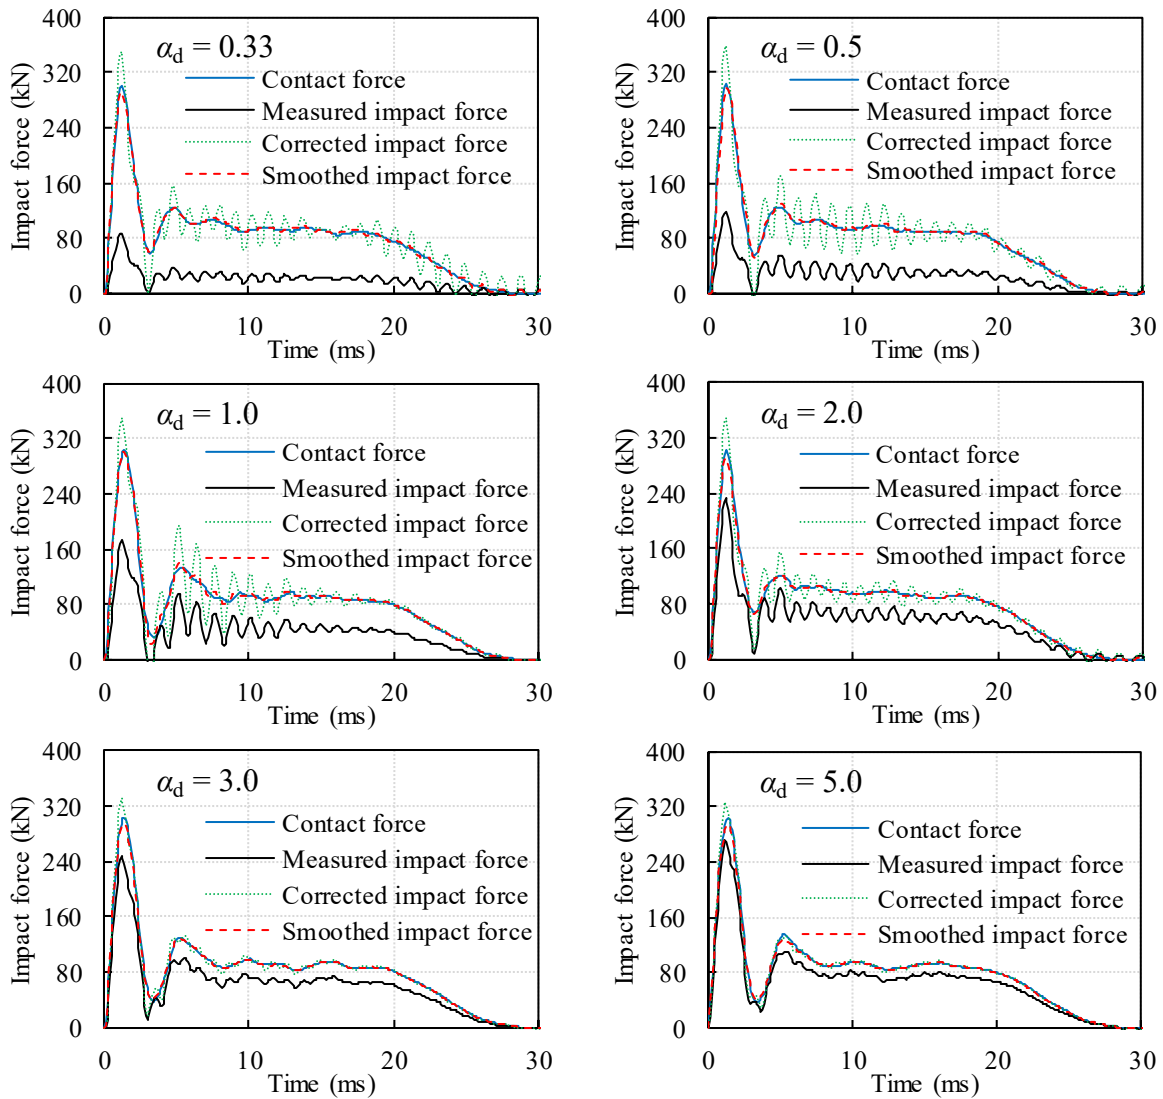 400
320
240
160
80
0
Impact force (kN)
α_d = 0.33
Contact force
Measured impact force
Corrected impact force
Smoothed impact force
0 10 20 30
Time (ms)
400
320
240
160
80
0
Impact force (kN)
α_d = 0.5
Contact force
Measured impact force
Corrected impact force
Smoothed impact force
0 10 20 30
Time (ms)
400
320
240
160
80
0
Impact force (kN)
α_d = 1.0
Contact force
Measured impact force
Corrected impact force
Smoothed impact force
0 10 20 30
Time (ms)
400
320
240
160
80
0
Impact force (kN)
α_d = 2.0
Contact force
Measured impact force
Corrected impact force
Smoothed impact force
0 10 20 30
Time (ms)
400
320
240
160
80
0
Impact force (kN)
α_d = 3.0
Contact force
Measured impact force
Corrected impact force
Smoothed impact force
0 10 20 30
Time (ms)
400
320
240
160
80
0
Impact force (kN)
α_d = 5.0
Contact force
Measured impact force
Corrected impact force
Smoothed impact force
0 10 20 30
Time (ms)